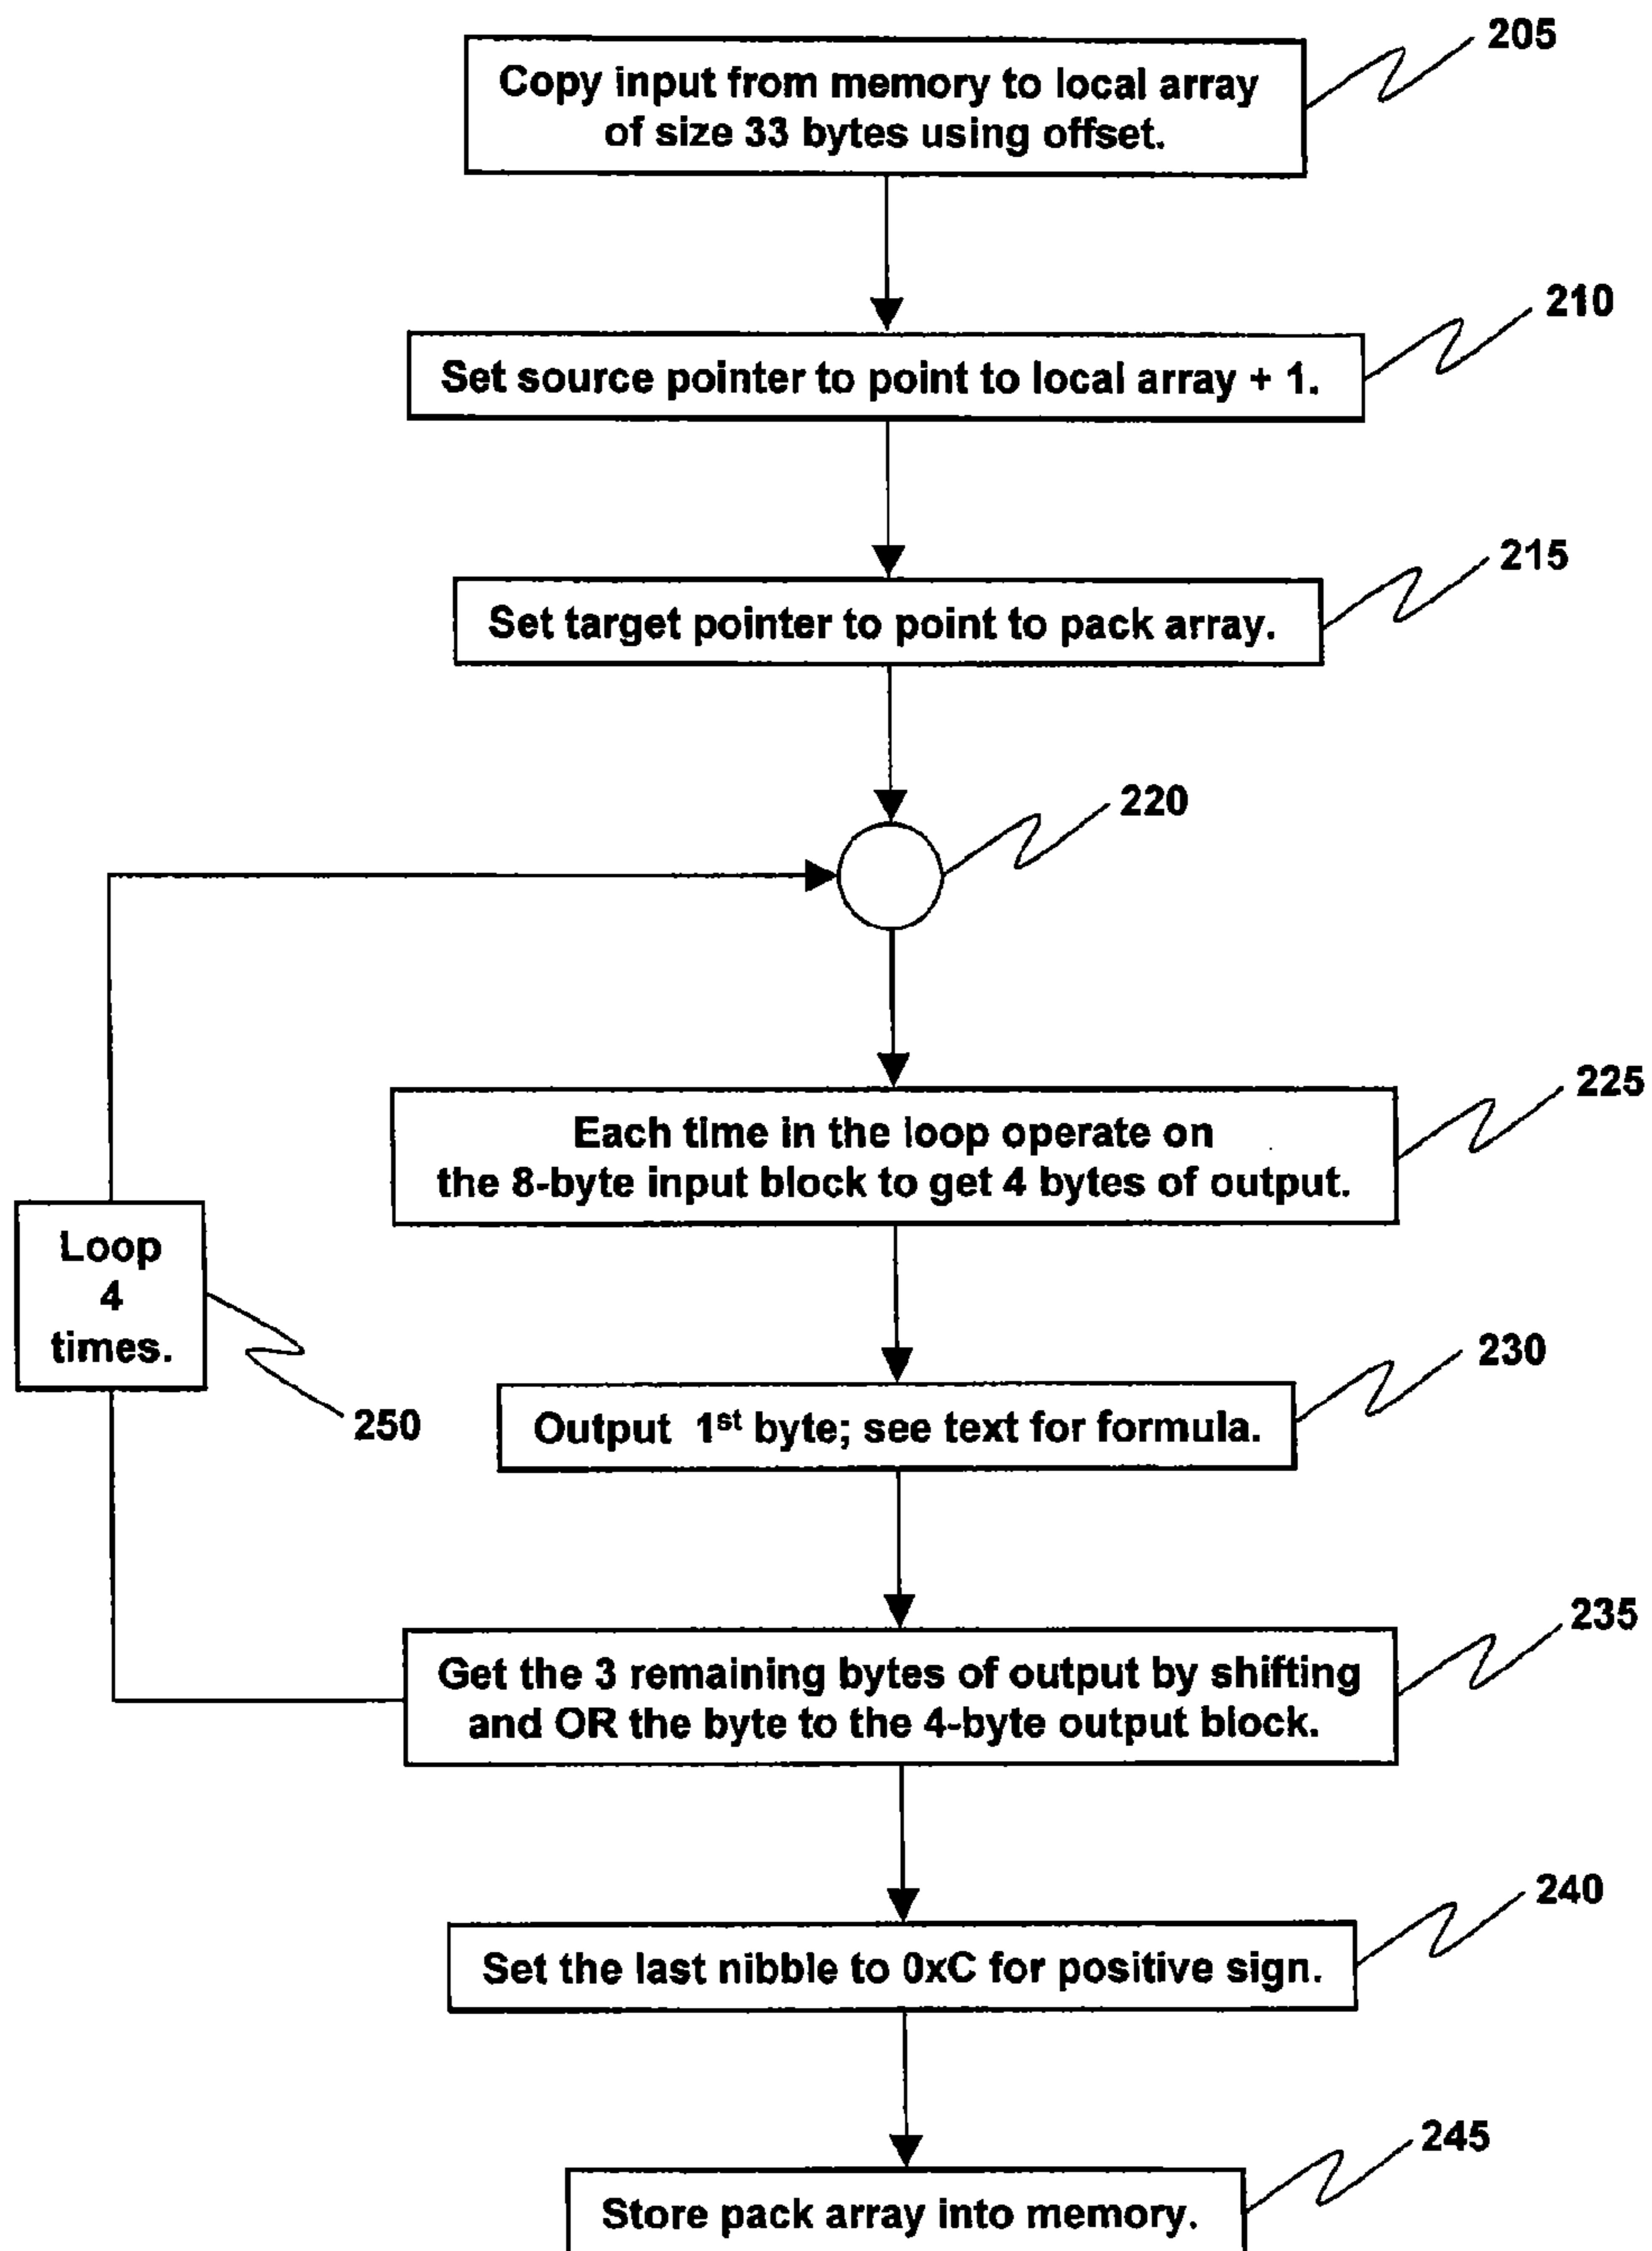 205
Copy input from memory to local array
of size 33 bytes using offset.
210
Set source pointer to point to local array + 1.
215
Set target pointer to point to pack array.
220
225
Each time in the loop operate on
the 8-byte input block to get 4 bytes of output.
Loop
4
times.
250
230
Output 1st byte; see text for formula.
235
Get the 3 remaining bytes of output by shifting
and OR the byte to the 4-byte output block.
240
Set the last nibble to 0xC for positive sign.
245
Store pack array into memory.